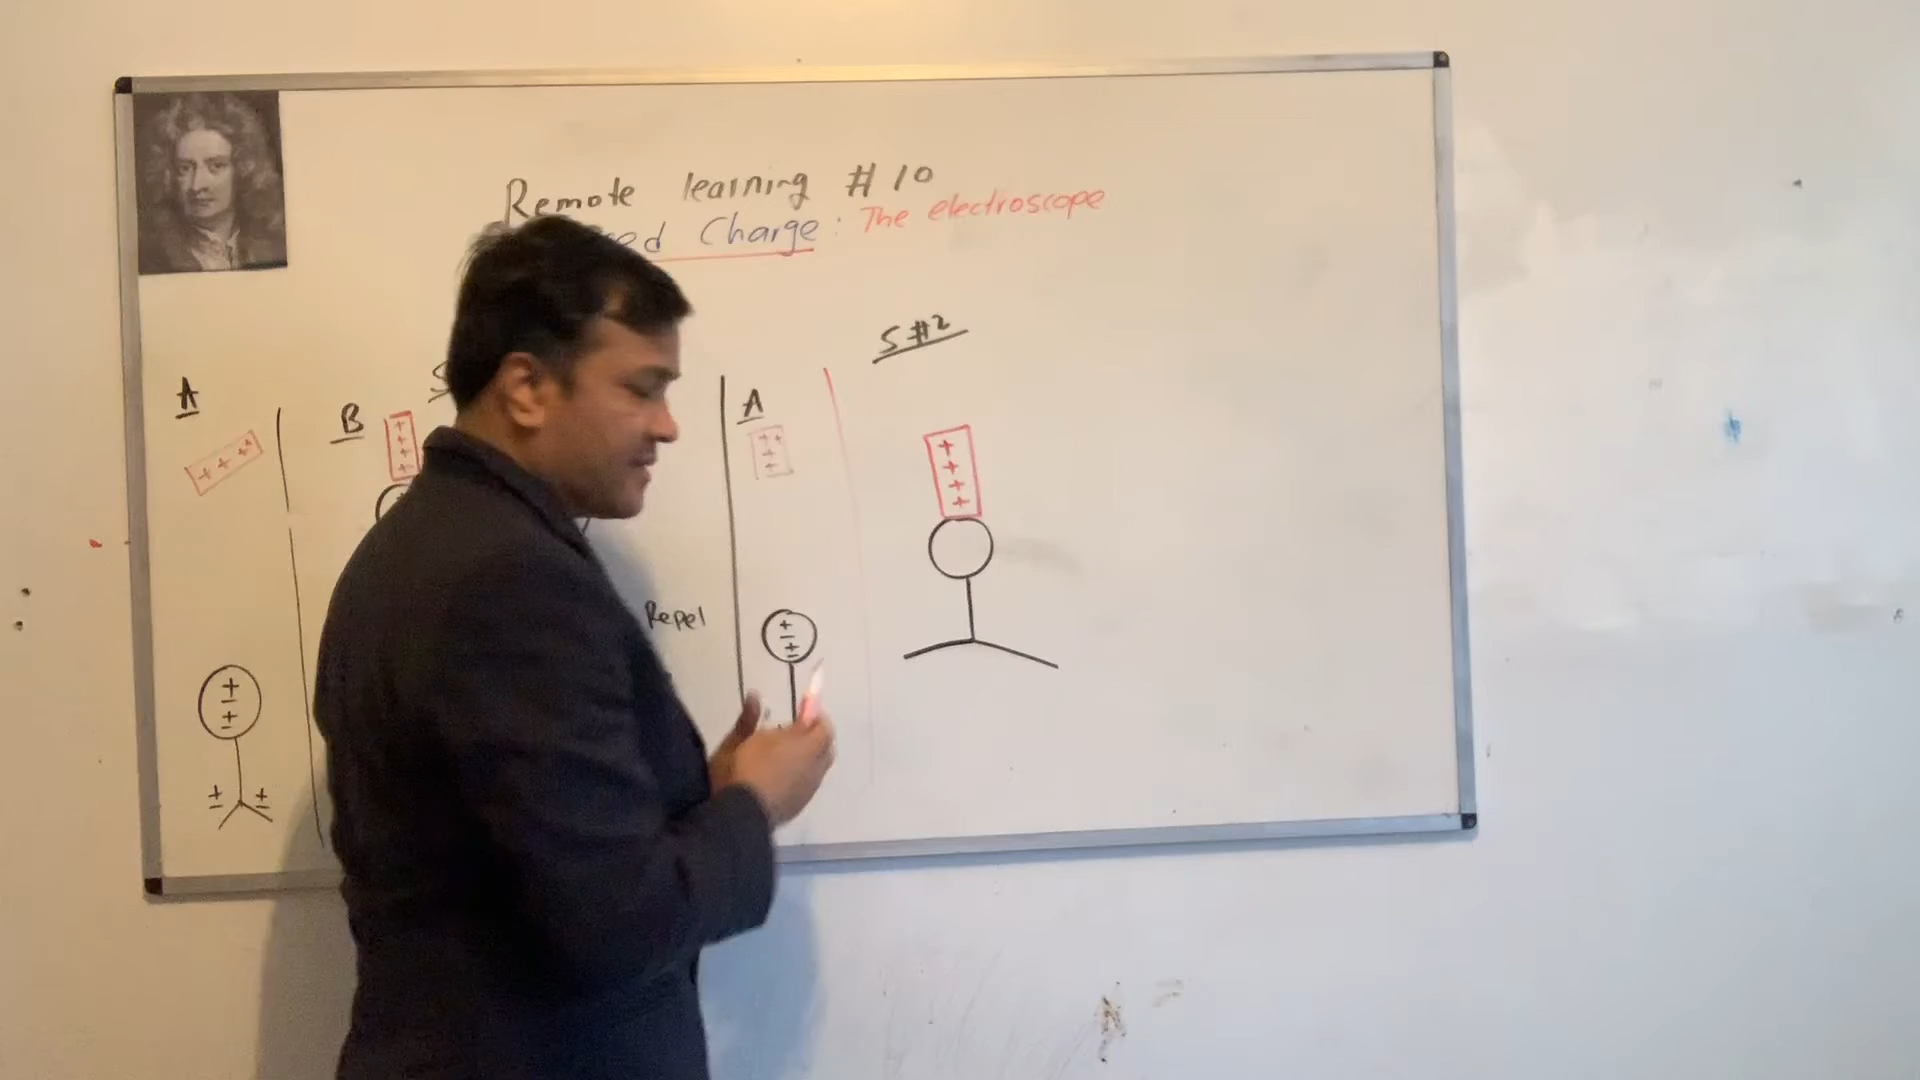 Remote learning # 10
Charge : The electroscope
S #2
A
B
A
+ + + +
+ + + +
+ + + +
+ + + +
Repel
+ − + −
+ − + −
+ − + −